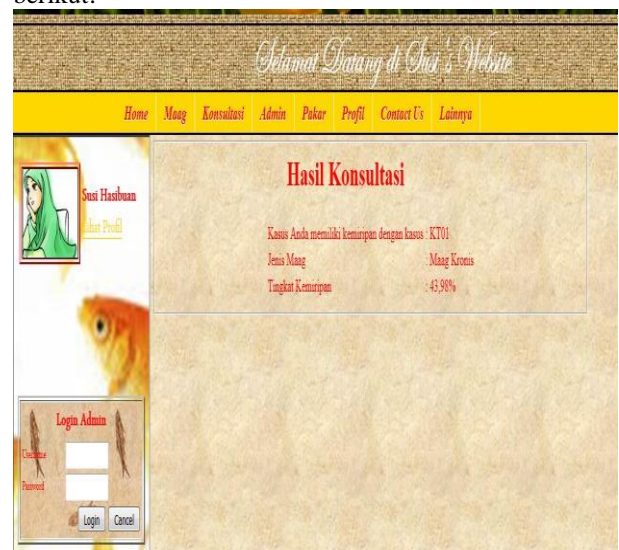 berikut.
Selamat Datang di Susi 's Website
Home Maag Konsultasi Admin Pakar Profil Contact Us Lainnya
Susi Hasibuan
Lihat Profil
Hasil Konsultasi
Kasus Anda memiliki kemiripan dengan kasus : KT01
Jenis Maag : Maag Kronis
Tingkat Kemiripan : 43,98%
Login Admin
Username
Password
Login Cancel